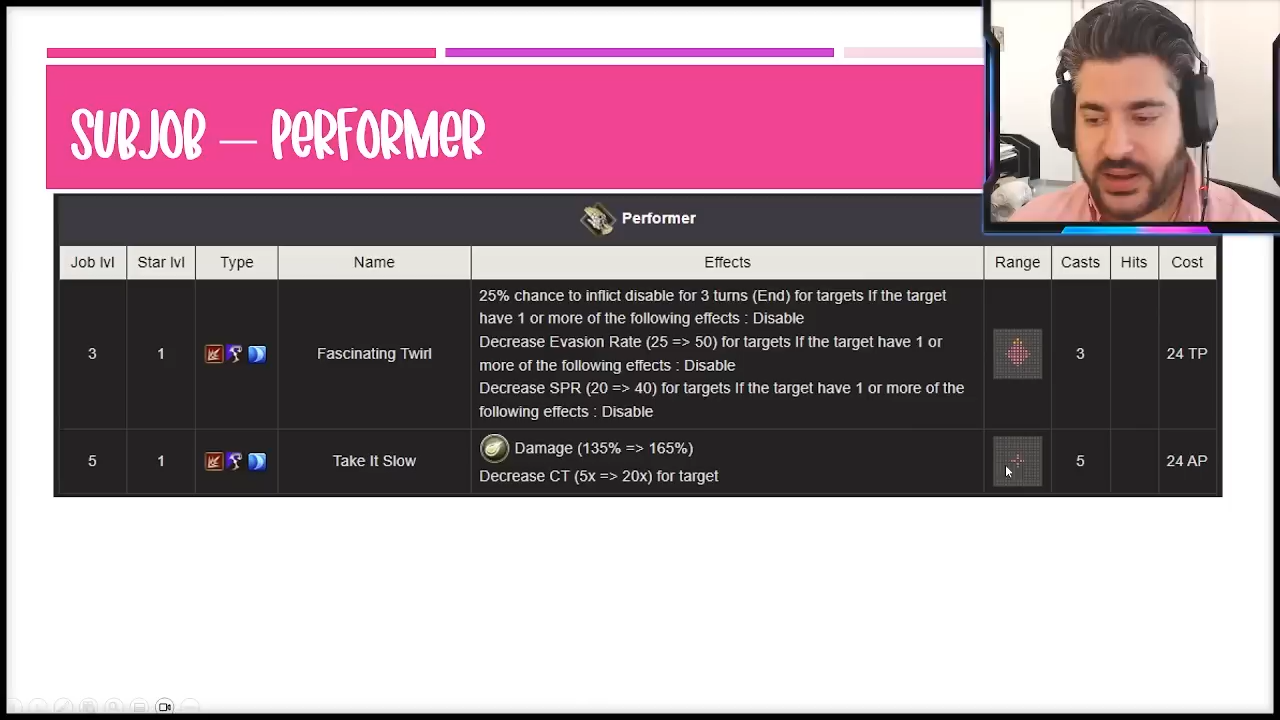 SUBJOB – PERFORMER
Performer
Job lvl Star lvl Type Name Effects Range Casts Hits Cost
25% chance to inflict disable for 3 turns (End) for targets If the target
have 1 or more of the following effects : Disable
Decrease Evasion Rate (25 => 50) for targets If the target have 1 or
3 1 Fascinating Twirl 3 24 TP
more of the following effects : Disable
Decrease SPR (20 => 40) for targets If the target have 1 or more of the
following effects : Disable
Damage (135% => 165%)
5 1 Take It Slow 5 24 AP
Decrease CT (5x => 20x) for target